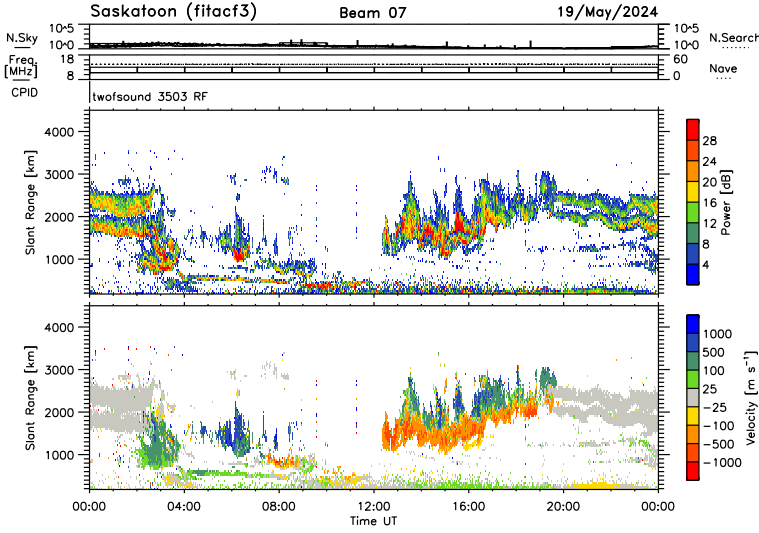 Saskatoon (fitacf3) Beam 07 19/May/2024
N.Sky 10^5 10^0 10^5 10^0 N.Search
Freq. [MHz] 18 8 60 0 Nave
CPID twofsound 3503 RF
Slant Range [km] 4000 3000 2000 1000
Power [dB] 28 24 20 16 12 8 4
Slant Range [km] 4000 3000 2000 1000
Velocity [m s⁻¹] 1000 500 100 25 −25 −100 −500 −1000
00:00 04:00 08:00 12:00 16:00 20:00 00:00
Time UT